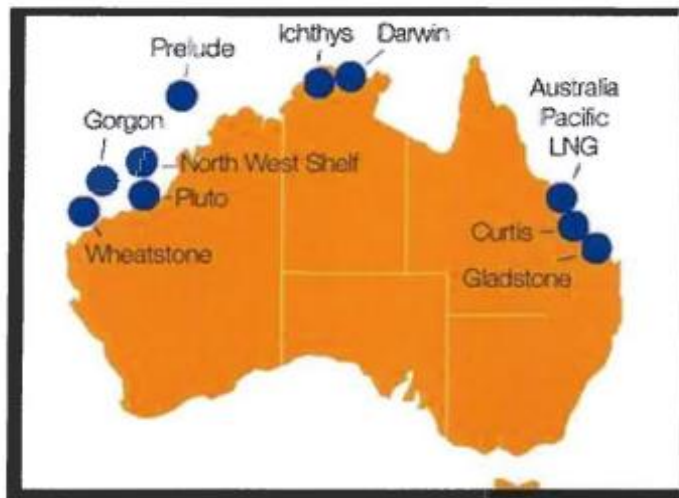 Ichthys
Darwin
Prelude
Australia
Pacific
LNG
Gorgon
North West Shelf
Pluto
Curtis
Wheatstone
Gladstone